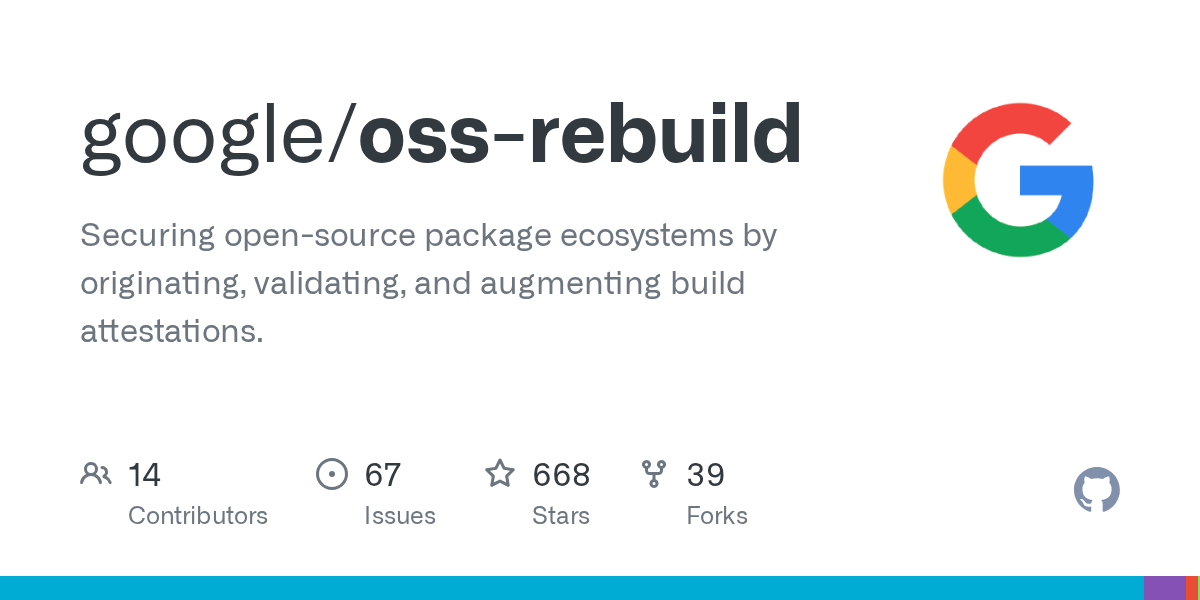 google/oss-rebuild
Securing open-source package ecosystems by
originating, validating, and augmenting build
attestations.
14 67 668 39
Contributors Issues Stars Forks